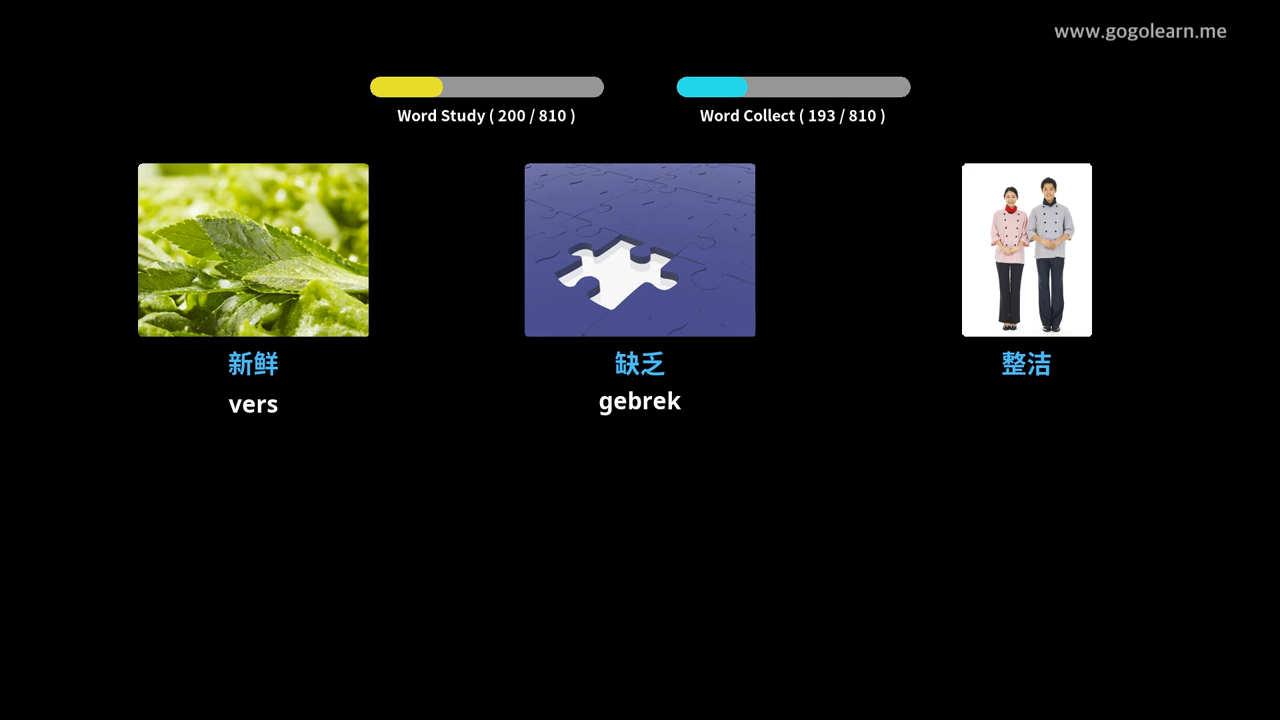 www.gogolearn.me
Word Study ( 200 / 810 )
Word Collect ( 193 / 810 )
新鲜
缺乏
整洁
vers
gebrek